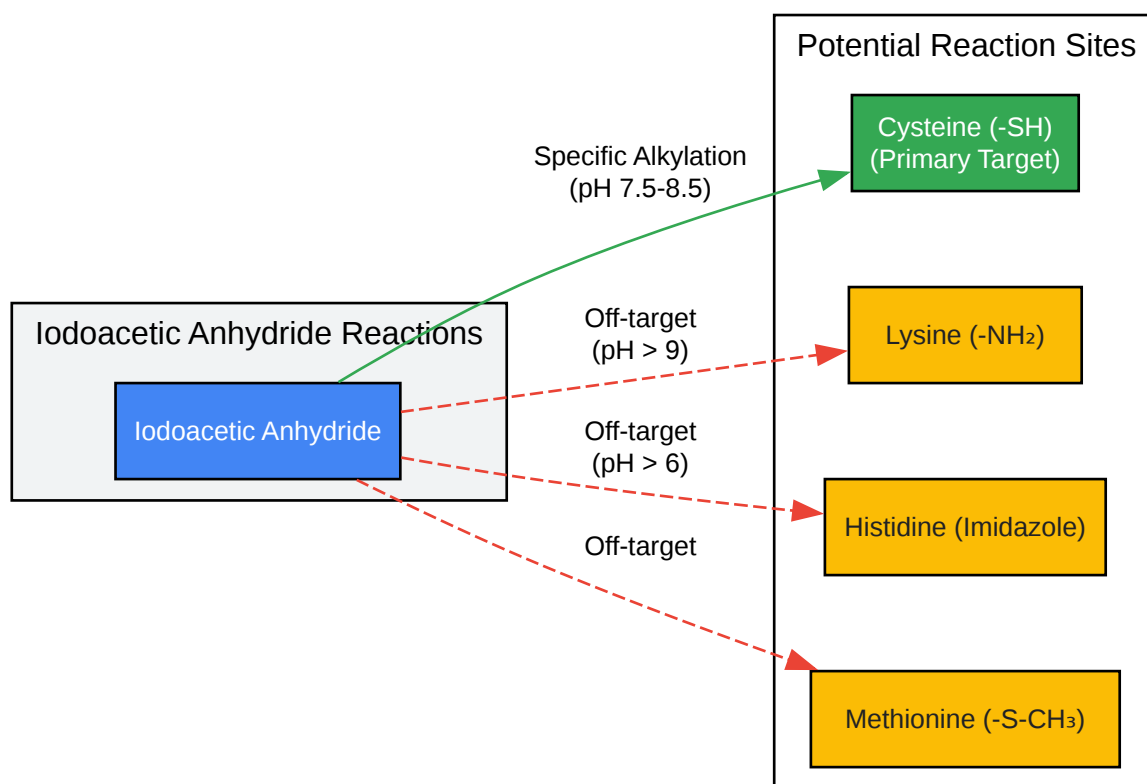 Potential Reaction Sites
Cysteine (-SH)
(Primary Target)
Specific Alkylation
(pH 7.5-8.5)
Iodoacetic Anhydride Reactions
Iodoacetic Anhydride
Off-target
(pH > 9)
Lysine (-NH₂)
Off-target
(pH > 6)
Histidine (Imidazole)
Off-target
Methionine (-S-CH₃)